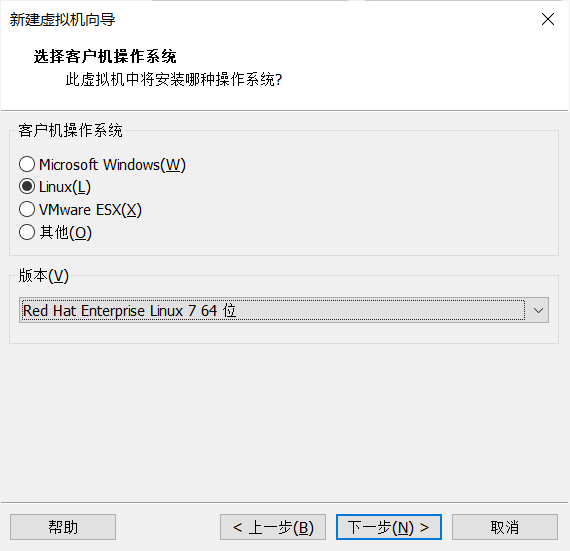 新建虚拟机向导
选择客户机操作系统
此虚拟机中将安装哪种操作系统?
客户机操作系统
Microsoft Windows(W)
Linux(L)
VMware ESX(X)
其他(O)
版本(V)
Red Hat Enterprise Linux 7 64 位
帮助
< 上一步(B)
下一步(N) >
取消